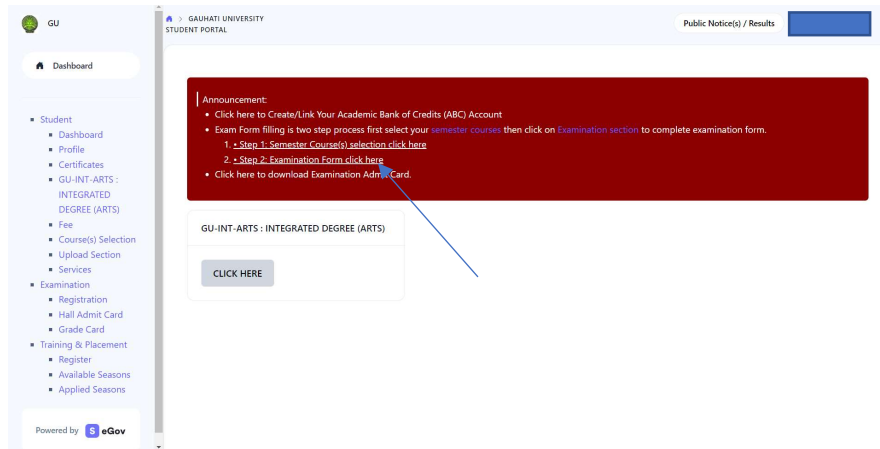 GU
Dashboard
Student
Dashboard
Profile
Certificates
GU-INT-ARTS :
INTEGRATED
DEGREE (ARTS)
Fee
Course(s) Selection
Upload Section
Services
Examination
Registration
Hall Admit Card
Grade Card
Training & Placement
Register
Available Seasons
Applied Seasons
Powered by S eGov
> GAUHATI UNIVERSITY
STUDENT PORTAL
Public Notice(s) / Results
Announcement:
• Click here to Create/Link Your Academic Bank of Credits (ABC) Account
• Exam Form filling is two step process first select your semester courses then click on Examination section to complete examination form.
1. • Step 1: Semester Course(s) selection click here
2. • Step 2: Examination Form click here
• Click here to download Examination Admit Card.
GU-INT-ARTS : INTEGRATED DEGREE (ARTS)
CLICK HERE